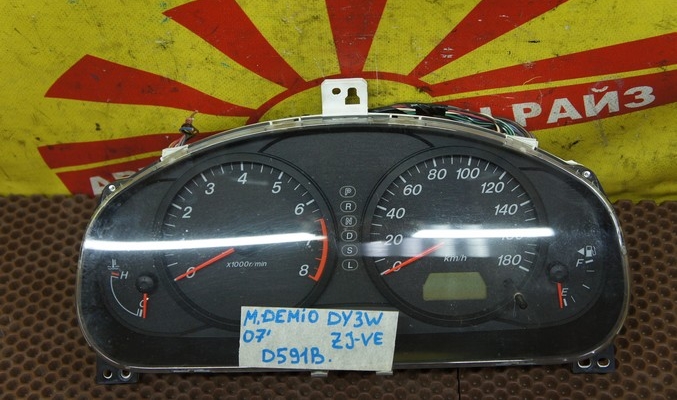 РАЙЗ
4 100
3 5 80 120
2 6 P 60 140
1 7 R 40
0 x1000r/min 8 N 20 km/h 180
D 0
S
L
H F
C E
M.DEMIO DY3W
07' ZJ-VE
D591B.